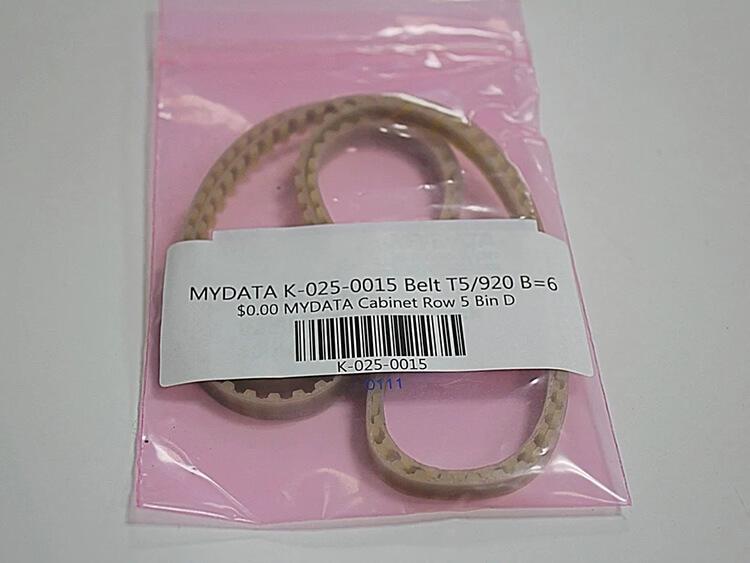 MYDATA K-025-0015 Belt T5/920 B=6
$0.00 MYDATA Cabinet Row 5 Bin D
K-025-0015
0111